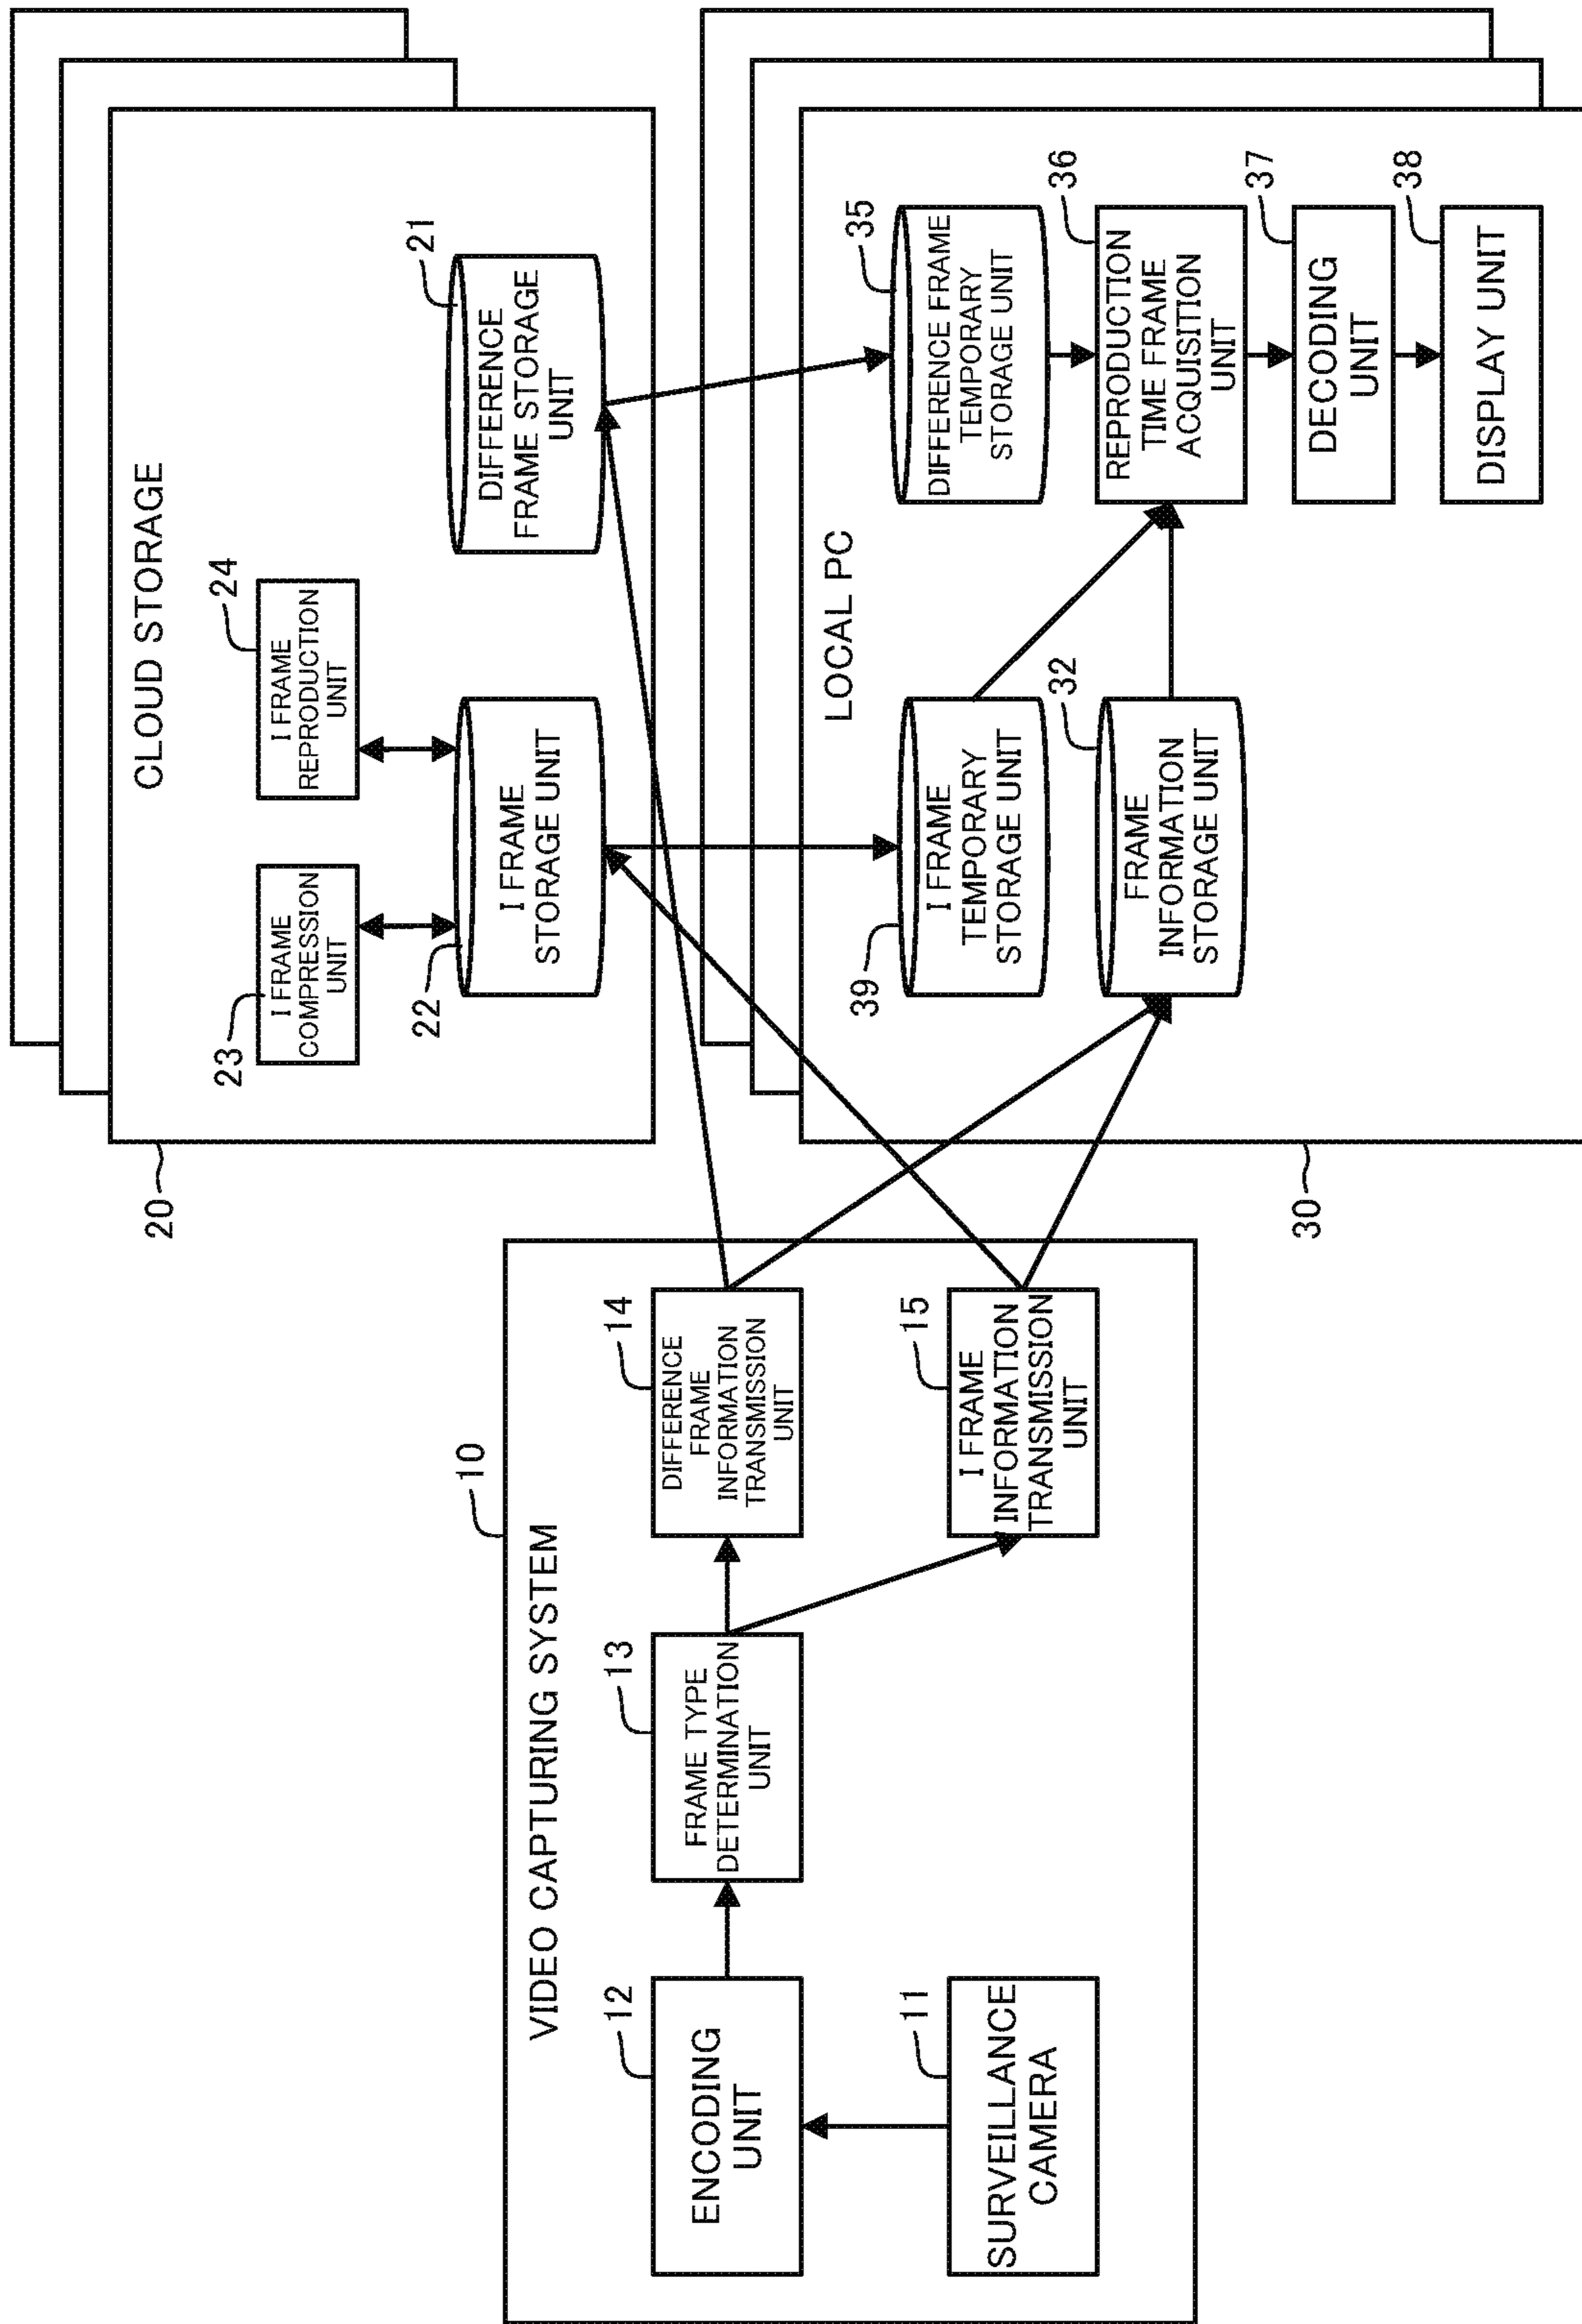 CLOUD STORAGE
20
23
I FRAME
COMPRESSION
UNIT
24
I FRAME
REPRODUCTION
UNIT
22
I FRAME
STORAGE UNIT
21
DIFFERENCE
FRAME STORAGE
UNIT
VIDEO CAPTURING SYSTEM
10
12
ENCODING
UNIT
11
SURVEILLANCE
CAMERA
13
FRAME TYPE
DETERMINATION
UNIT
14
DIFFERENCE
FRAME
INFORMATION
TRANSMISSION
UNIT
15
I FRAME
INFORMATION
TRANSMISSION
UNIT
LOCAL PC
30
39
I FRAME
TEMPORARY
STORAGE UNIT
32
FRAME
INFORMATION
STORAGE UNIT
35
DIFFERENCE FRAME
TEMPORARY
STORAGE UNIT
36
REPRODUCTION
TIME FRAME
ACQUISITION
UNIT
37
DECODING
UNIT
38
DISPLAY UNIT